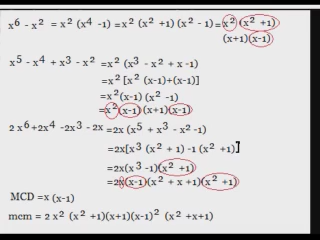 x⁶ - x² = x² (x⁴ -1) =x² (x² +1) (x² -1) =x² (x² +1)
(x+1) (x-1)
x⁵ -x⁴ + x³ -x² =x² (x³ -x² + x -1)
=x² [x² (x-1)+(x-1)]
=x² (x-1) (x² -1)
=x² (x-1) (x+1) (x-1)
2 x⁶+2x⁴ -2x³ - 2x =2x (x⁵ + x³ -x²-1)
=2x[x³ (x² +1) -1 (x² +1)]
=2x(x³ -1)(x² +1)
=2x(x-1)(x² + x +1)(x² +1)
MCD =x (x-1)
mcm = 2 x² (x² +1)(x+1)(x-1)² (x² +x+1)